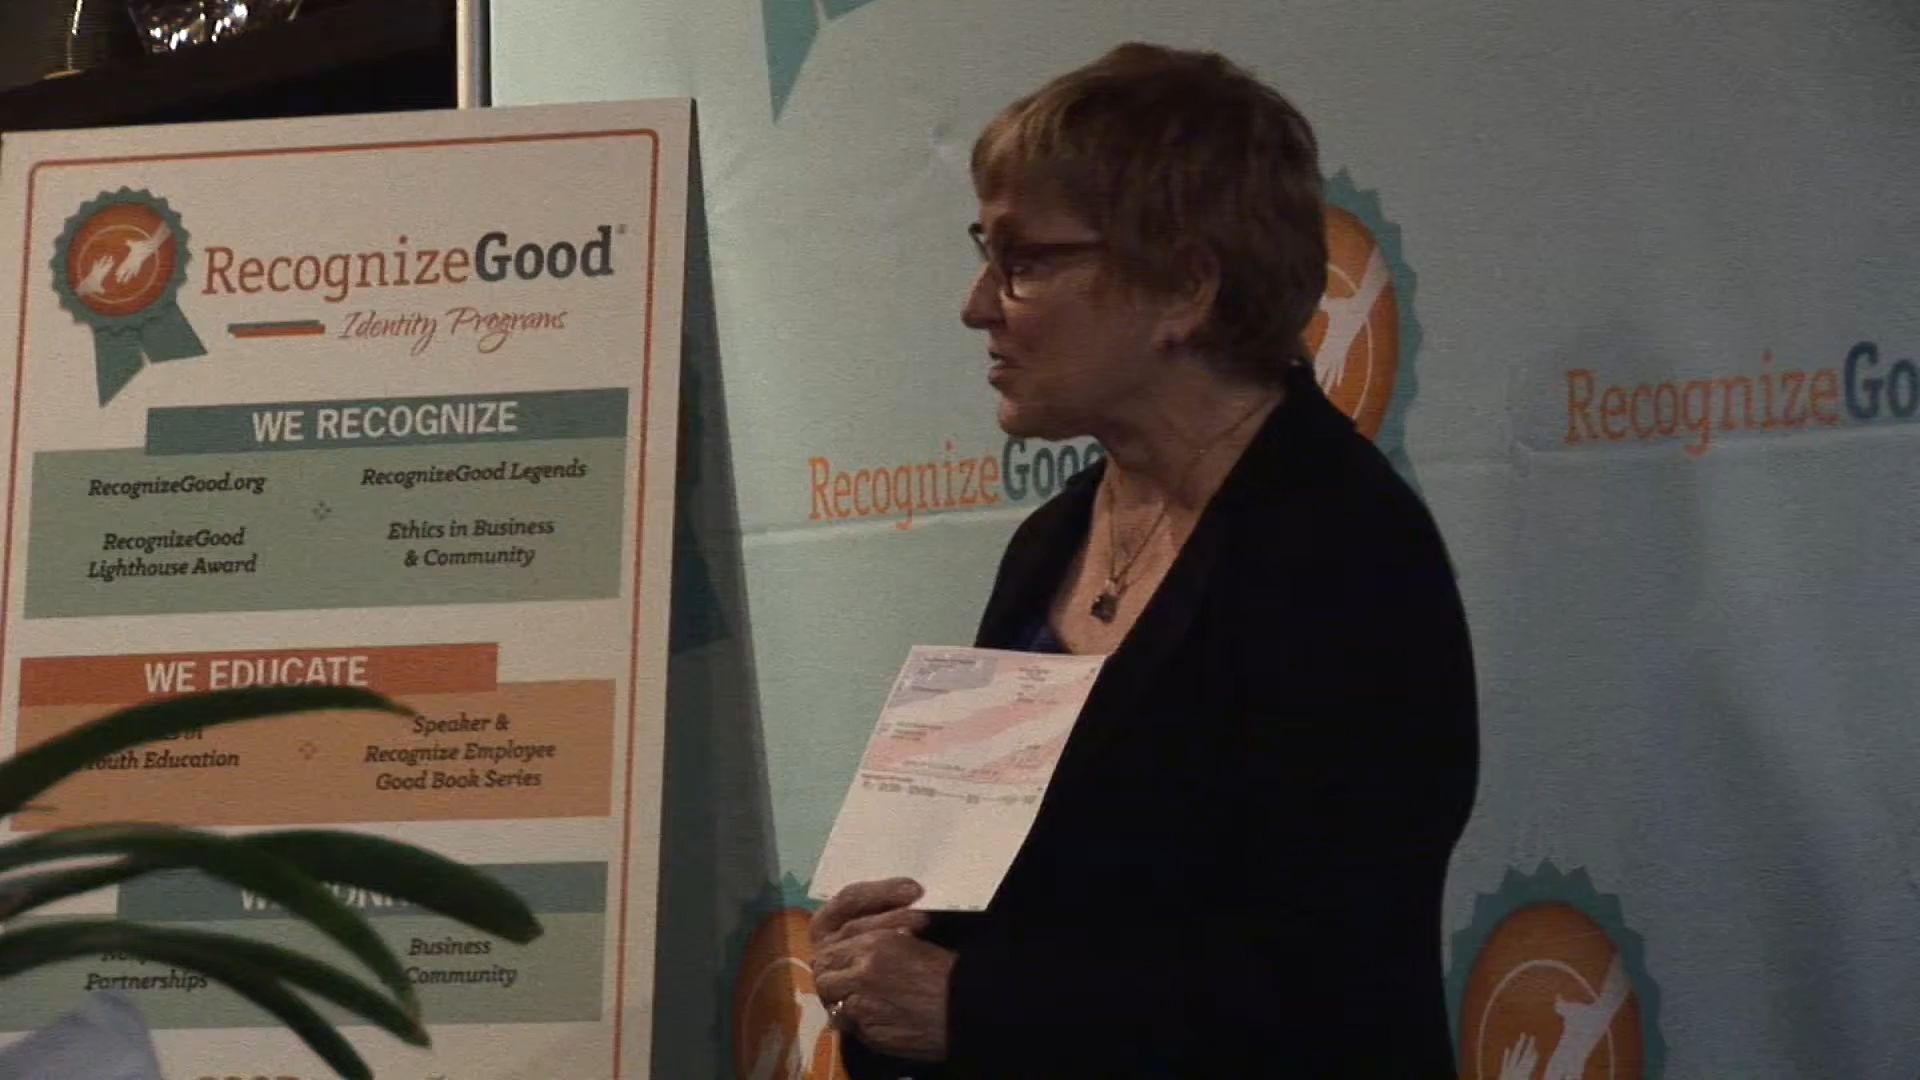 RecognizeGood®
Identity Programs
WE RECOGNIZE
RecognizeGood.org
RecognizeGood Legends
RecognizeGood
Lighthouse Award
Ethics in Business
& Community
WE EDUCATE
Education
Speaker &
Recognize Employee
Good Book Series
Partnerships
Business
Community
RecognizeGood
RecognizeGo